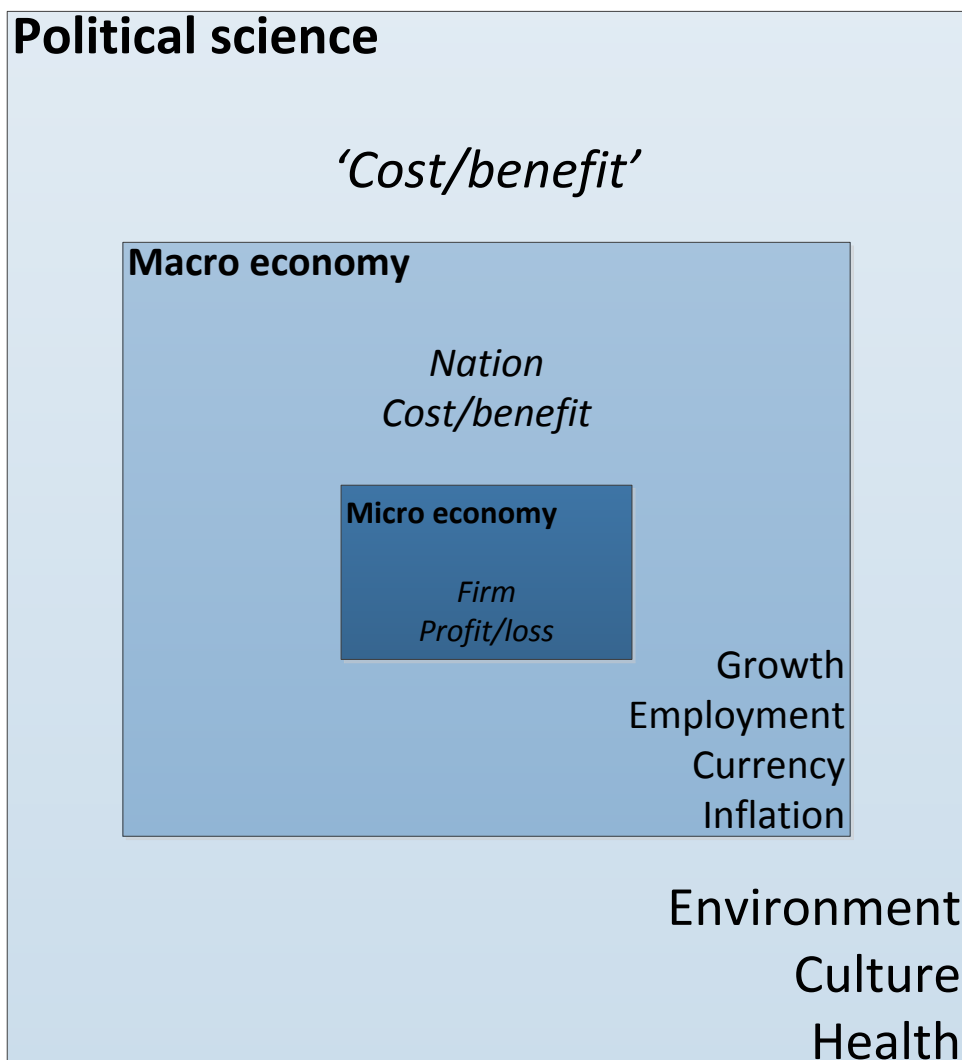 Political science
‘Cost/benefit’
Macro economy
Nation
Cost/benefit
Micro economy
Firm
Profit/loss
Growth
Employment
Currency
Inflation
Environment
Culture
Health